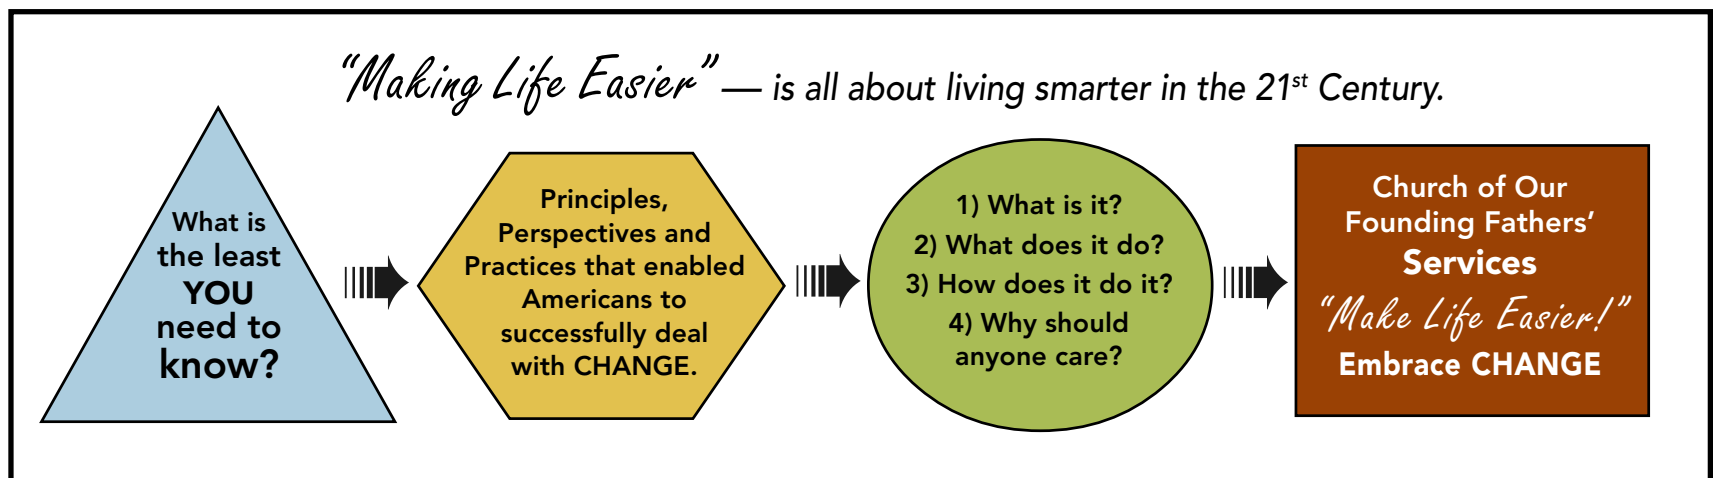 “Making Life Easier” — is all about living smarter in the 21st Century.
What is
the least
YOU
need to
know?
Principles,
Perspectives and
Practices that enabled
Americans to
successfully deal
with CHANGE.
1) What is it?
2) What does it do?
3) How does it do it?
4) Why should
anyone care?
Church of Our
Founding Fathers’
Services
“Make Life Easier!”
Embrace CHANGE